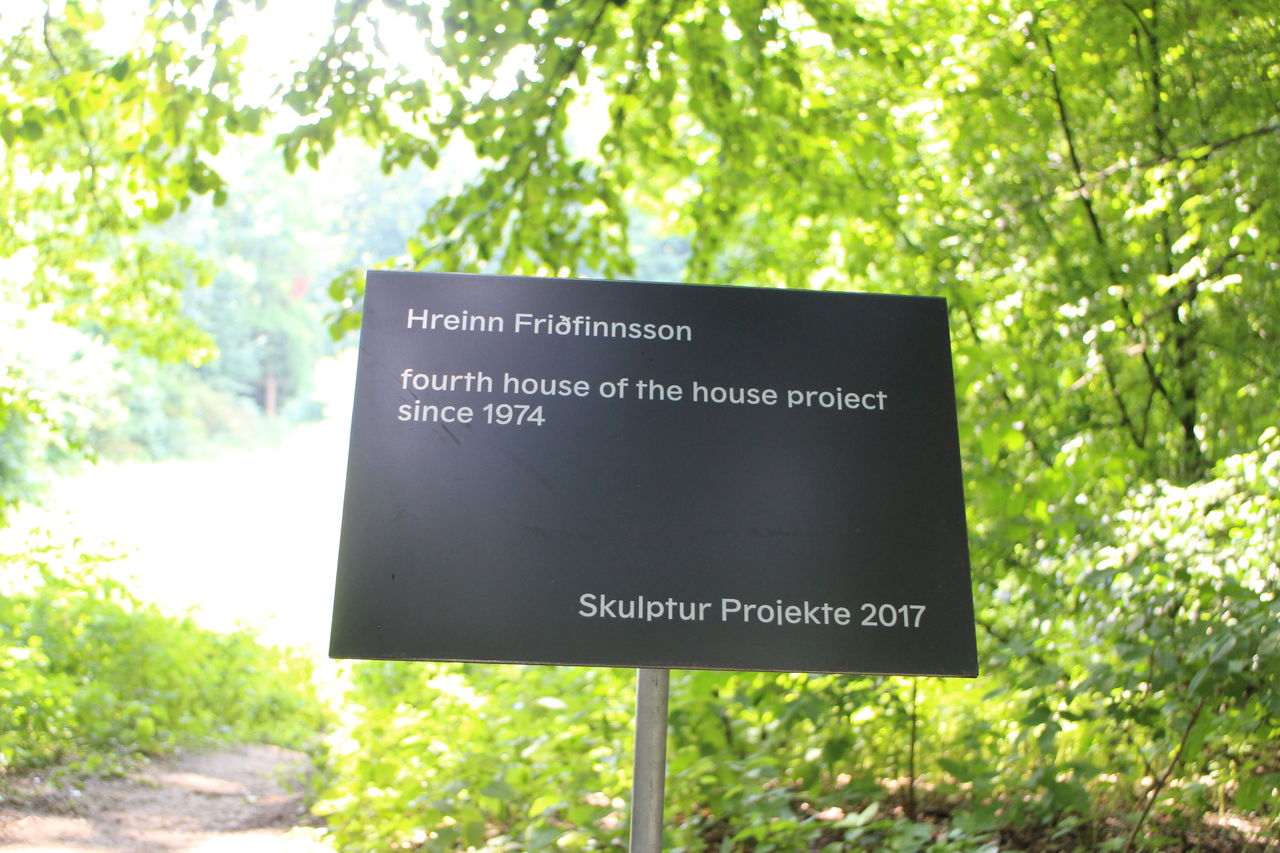 Hreinn Friðfinnsson
fourth house of the house project
since 1974
Skulptur Projekte 2017